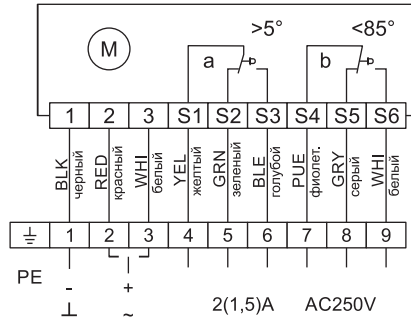 >5° <85°
M a b
1 2 3 S1 S2 S3 S4 S5 S6
BLK черный
RED красный
WHI белый
YEL желтый
GRN зеленый
BLE голубой
PUE фиолет.
GRY серый
WHI белый
1 2 3 4 5 6 7 8 9
PE - +
~ 2(1,5)A AC250V